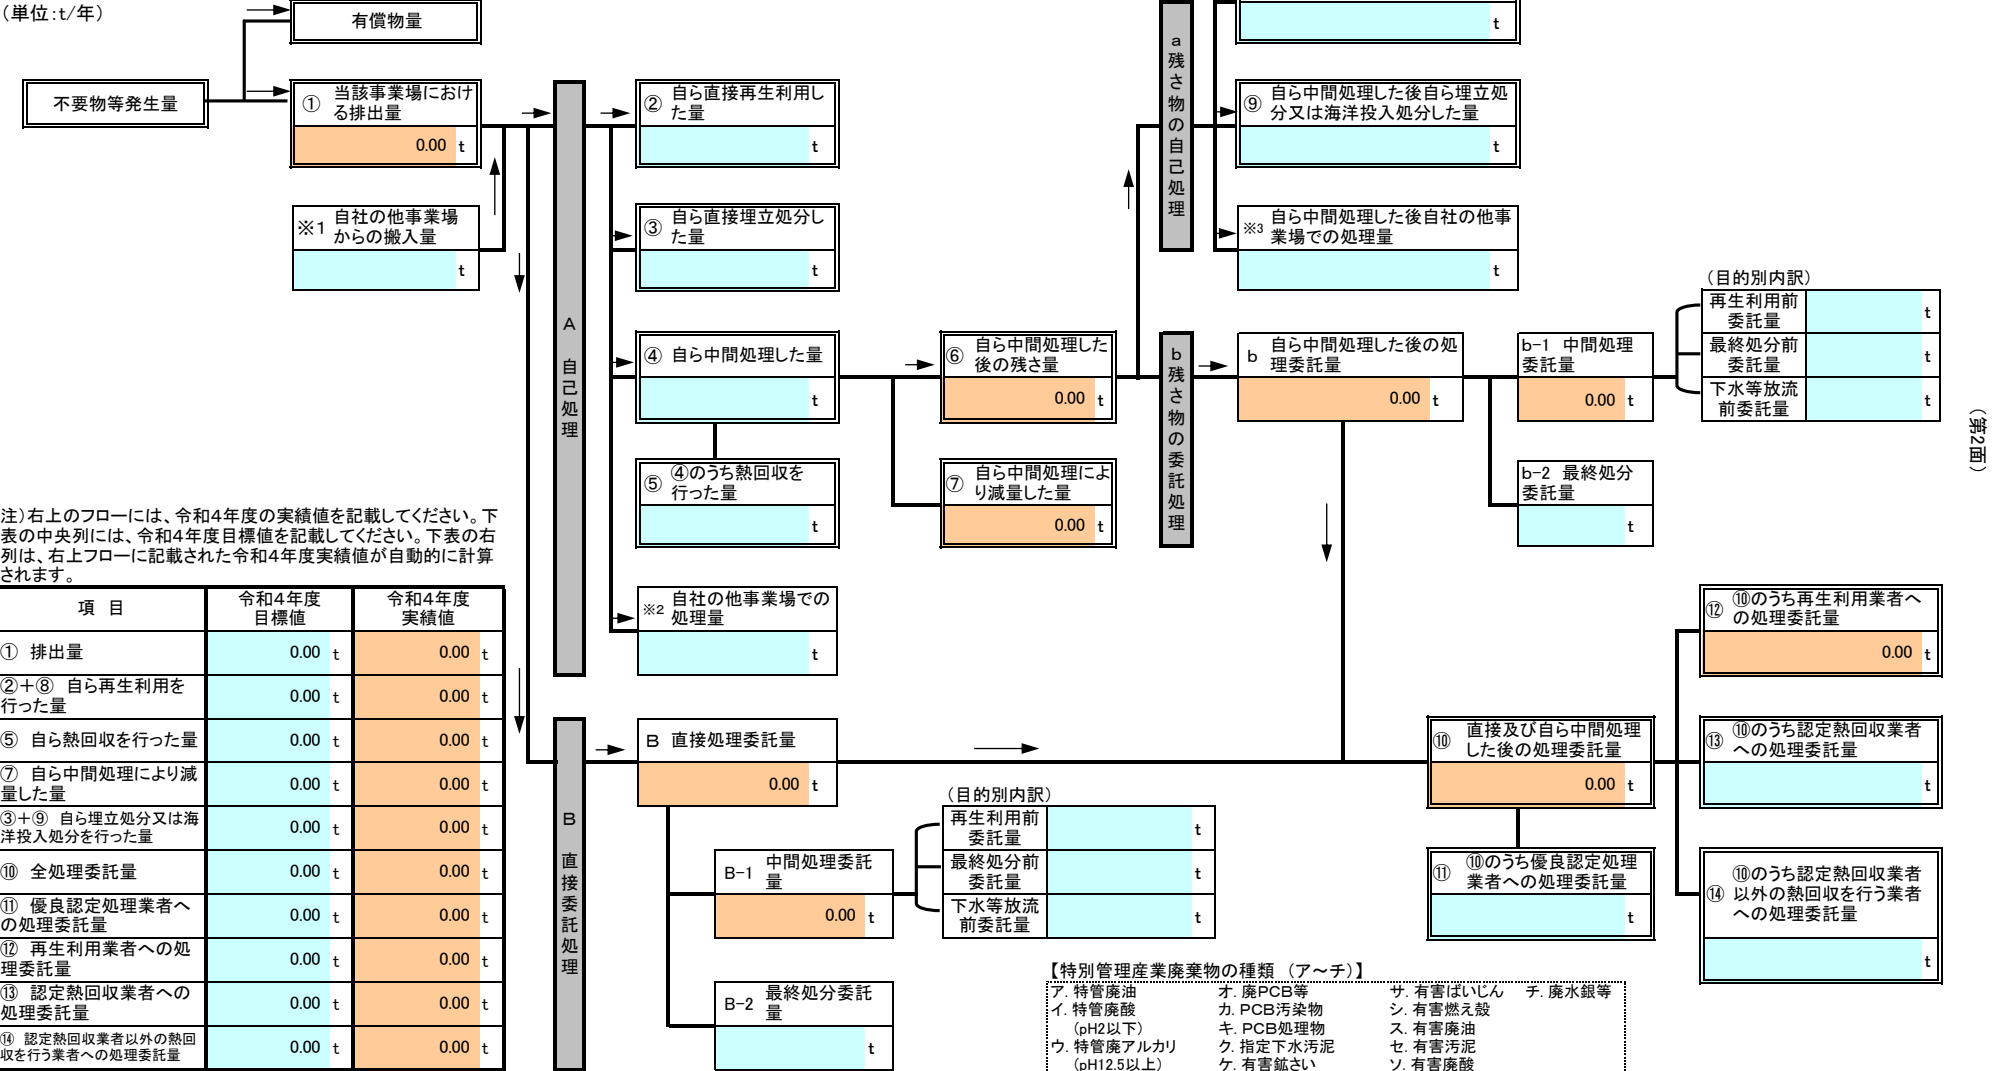 （単位:t/年）
有償物量
不要物等発生量
① 当該事業場におけ
る排出量
0.00 t
※1 自社の他事業場
からの搬入量
t
A 自己処理
② 自ら直接再生利用し
た量
t
③ 自ら直接埋立処分し
た量
t
④ 自ら中間処理した量
t
⑤ ④のうち熱回収を
行った量
t
※2 自社の他事業場での
処理量
t
⑥ 自ら中間処理した
後の残さ量
0.00 t
⑦ 自ら中間処理によ
り減量した量
0.00 t
a 残さ物の自己処理
t
⑨ 自ら中間処理した後自ら埋立処
分又は海洋投入処分した量
t
※3 自ら中間処理した後自社の他事
業場での処理量
t
b 残さ物の委託処理
b 自ら中間処理した後の処
理委託量
0.00 t
b-1 中間処理
委託量
0.00 t
b-2 最終処分
委託量
t
（目的別内訳）
再生利用前
委託量
t
最終処分前
委託量
t
下水等放流
前委託量
t
（第2面）
注）右上のフローには、令和4年度の実績値を記載してください。下
表の中央列には、令和4年度目標値を記載してください。下表の右
列は、右上フローに記載された令和4年度実績値が自動的に計算
されます。
項 目 令和4年度
目標値 令和4年度
実績値
① 排出量 0.00 t 0.00 t
②＋⑧ 自ら再生利用を
行った量 0.00 t 0.00 t
⑤ 自ら熱回収を行った量 0.00 t 0.00 t
⑦ 自ら中間処理により減
量した量 0.00 t 0.00 t
③＋⑨ 自ら埋立処分又は海
洋投入処分を行った量 0.00 t 0.00 t
⑩ 全処理委託量 0.00 t 0.00 t
⑪ 優良認定処理業者へ
の処理委託量 0.00 t 0.00 t
⑫ 再生利用業者への処
理委託量 0.00 t 0.00 t
⑬ 認定熱回収業者への
処理委託量 0.00 t 0.00 t
⑭ 認定熱回収業者以外の熱回
収を行う業者への処理委託量 0.00 t 0.00 t
B 直接委託処理
B 直接処理委託量
0.00 t
B-1 中間処理委託
量
0.00 t
B-2 最終処分委託
量
t
（目的別内訳）
再生利用前
委託量
t
最終処分前
委託量
t
下水等放流
前委託量
t
⑩ 直接及び自ら中間処理
した後の処理委託量
0.00 t
⑪ ⑩のうち優良認定処理
業者への処理委託量
t
⑫ ⑩のうち再生利用業者へ
の処理委託量
0.00 t
⑬ ⑩のうち認定熱回収業者
への処理委託量
t
⑭ ⑩のうち認定熱回収業者
以外の熱回収を行う業者
への処理委託量
t
【特別管理産業廃棄物の種類 （ア～チ）】
ア. 特管廃油 オ. 廃PCB等 サ. 有害ばいじん チ. 廃水銀等
イ. 特管廃酸 カ. PCB汚染物 シ. 有害燃え殻
（pH2以下） キ. PCB処理物 ス. 有害廃油
ウ. 特管廃アルカリ ク. 指定下水汚泥 セ. 有害汚泥
（pH12.5以上） ケ. 有害鉱さい ソ. 有害廃酸